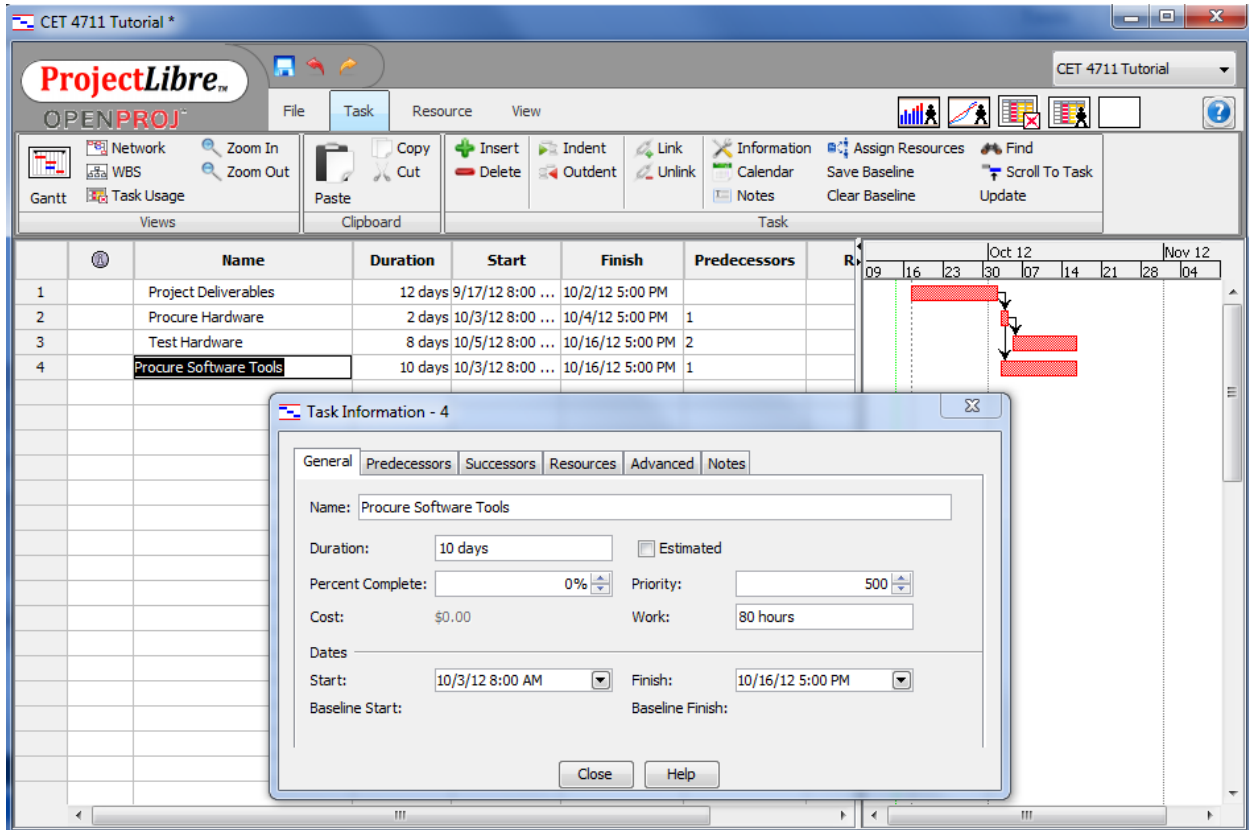 CET 4711 Tutorial *
ProjectLibre™
OPENPROJ
CET 4711 Tutorial
File Task Resource View
Network Zoom In Copy Insert Indent Link Information Assign Resources Find
WBS Zoom Out Cut Delete Outdent Unlink Calendar Save Baseline Scroll To Task
Gantt Task Usage Paste Notes Clear Baseline Update
Views Clipboard Task
Name Duration Start Finish Predecessors R
Oct 12 Nov 12
09 16 23 30 07 14 21 28 04
1 Project Deliverables 12 days 9/17/12 8:00 ... 10/2/12 5:00 PM
2 Procure Hardware 2 days 10/3/12 8:00 ... 10/4/12 5:00 PM 1
3 Test Hardware 8 days 10/5/12 8:00 ... 10/16/12 5:00 PM 2
4 Procure Software Tools 10 days 10/3/12 8:00 ... 10/16/12 5:00 PM 1
Task Information - 4
General Predecessors Successors Resources Advanced Notes
Name: Procure Software Tools
Duration: 10 days Estimated
Percent Complete: 0% Priority: 500
Cost: $0.00 Work: 80 hours
Dates
Start: 10/3/12 8:00 AM Finish: 10/16/12 5:00 PM
Baseline Start: Baseline Finish:
Close Help